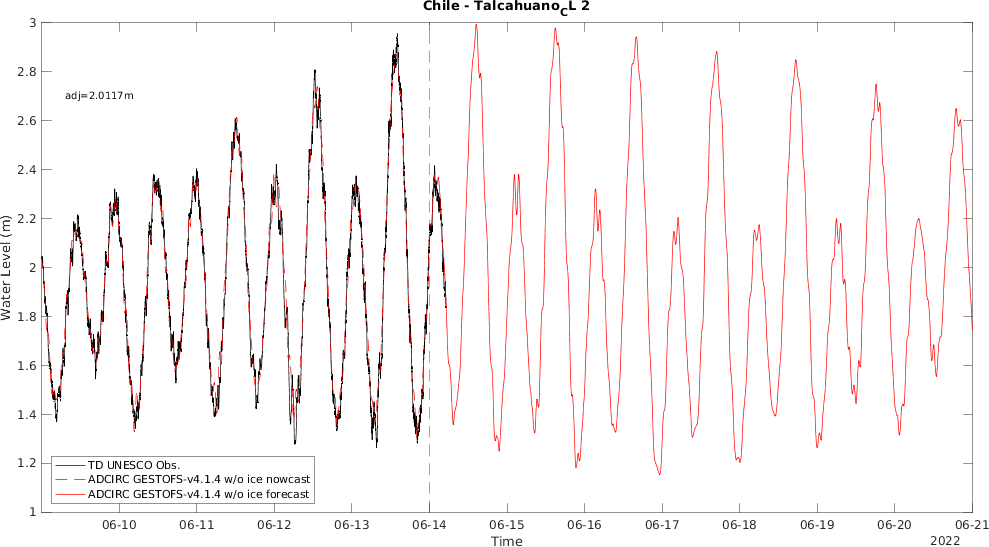 Chile - Talcahuano_CL 2
adj=2.0117m
Water Level (m)
3
2.8
2.6
2.4
2.2
2
1.8
1.6
1.4
1.2
1
TD UNESCO Obs.
ADCIRC GESTOFS-v4.1.4 w/o ice nowcast
ADCIRC GESTOFS-v4.1.4 w/o ice forecast
06-10 06-11 06-12 06-13 06-14 06-15 06-16 06-17 06-18 06-19 06-20 06-21
Time
2022